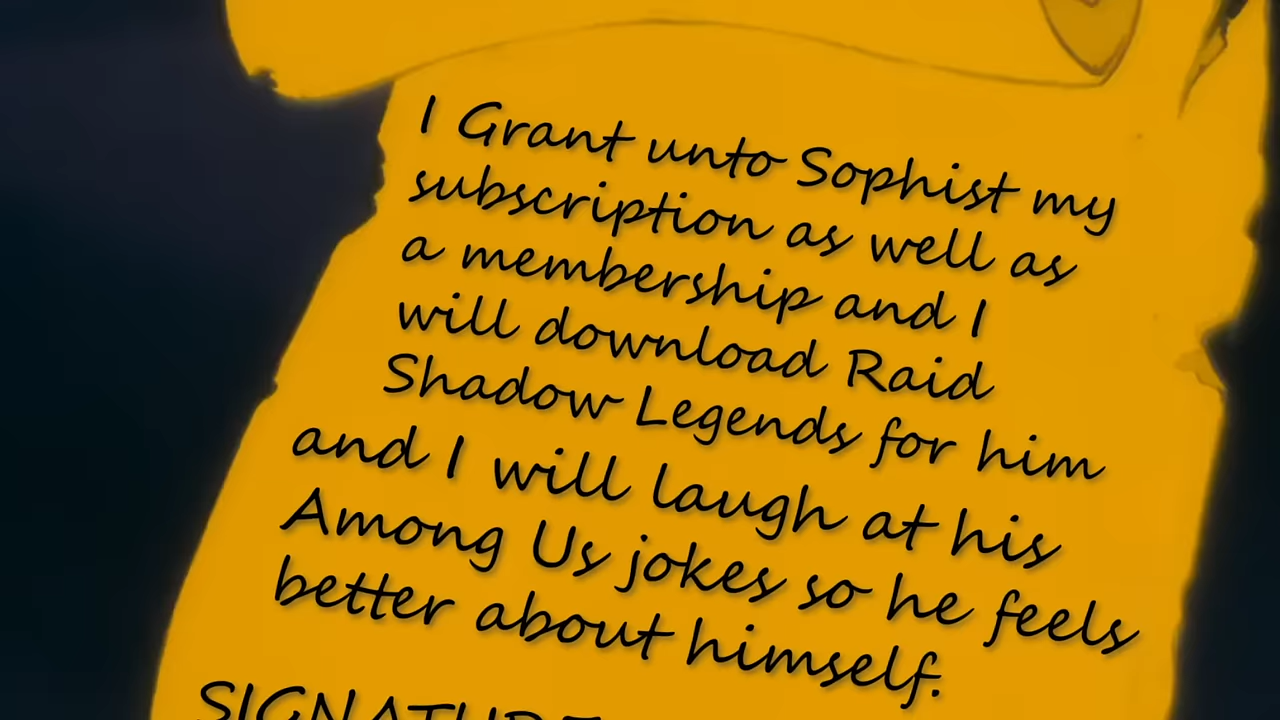 I Grant unto Sophist my
subscription as well as
a membership and I
will download Raid
Shadow Legends for him
and I will laugh at his
Among Us jokes so he feels
better about himself.
SIGNATURE